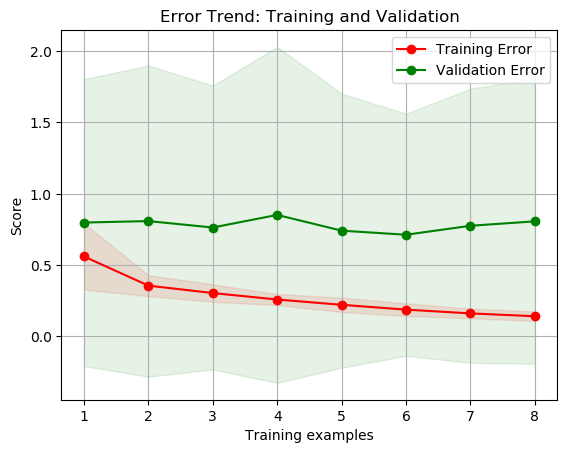 Error Trend: Training and Validation
Training Error
Validation Error
Score
2.0
1.5
1.0
0.5
0.0
1 2 3 4 5 6 7 8
Training examples